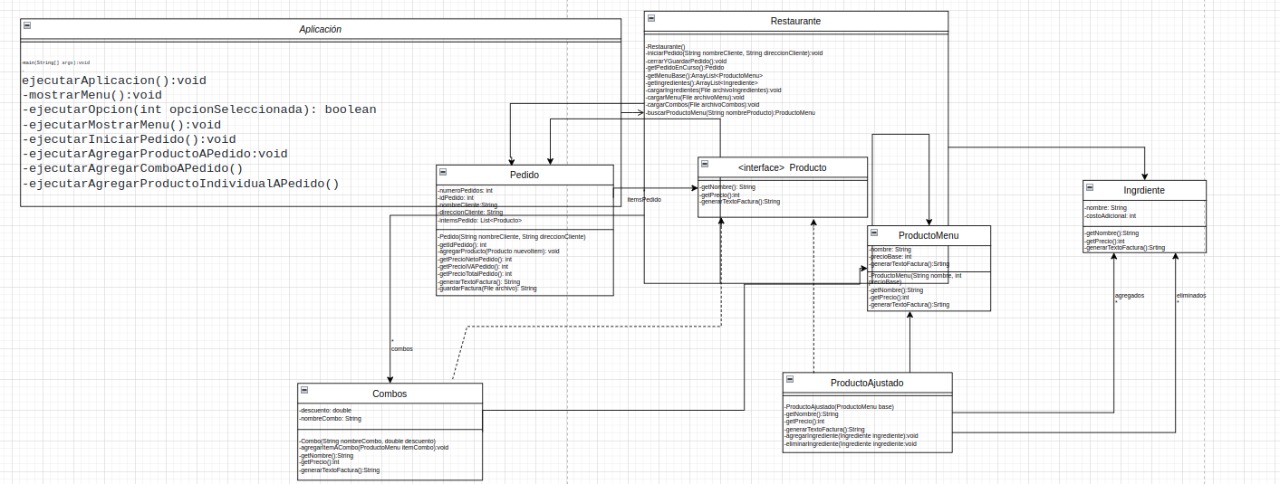 Aplicación
main(String[] args):void
ejecutarAplicacion():void
-mostrarMenu():void
-ejecutarOpcion(int opcionSeleccionada): boolean
-ejecutarMostrarMenu():void
-ejecutarIniciarPedido():void
-ejecutarAgregarProductoAPedido:void
-ejecutarAgregarComboAPedido()
-ejecutarAgregarProductoIndividualAPedido()
Restaurante
-Restaurante()
-iniciarPedido(String nombreCliente, String direccionCliente):void
-cerrarYGuardarPedido():void
-getPedidoEnCurso():Pedido
-getMenuBase():ArrayList<ProductoMenu>
-getIngredientes():ArrayList<Ingrediente>
-cargarIngredientes(File archivoIngredientes):void
-cargarMenu(File archivoMenu):void
-cargarCombos(File archivoCombos):void
-buscarProductoMenu(String nombreProducto):ProductoMenu
Pedido
-numeroPedidos: int
-idPedido: int
-nombreCliente:String
-direccionCliente: String
-intemsPedido: List<Producto>
-Pedido(String nombreCliente, String direccionCliente)
-getIdPedido(): int
-agregarProducto(Producto nuevoItem): void
-getPrecioNetoPedido(): int
-getPrecioIVAPedido(): int
-getPrecioTotalPedido(): int
-generarTextoFactura(): String
-guardarFactura(File archivo): String
*
itemsPedido
<interface> Producto
-getNombre(): String
-getPrecio():int
-generarTextoFactura():String
ProductoMenu
-nombre: String
-precioBase: int
-generarTextoFactura():Srting
-ProductoMenu(String nombre, int
precioBase)
-getNombre():String
-getPrecio():int
-generarTextoFactura():Srting
Ingrdiente
-nombre: String
-costoAdicional: int
-getNombre():String
-getPrecio():int
-generarTextoFactura():Srting
agregados
*
eliminados
*
*
combos
Combos
-descuento: double
-nombreCombo: String
-Combo(String nombreCombo, double descuento)
-agregarItemACombo(ProductoMenu itemCombo):void
-getNombre():String
-getPrecio():int
-generarTextoFactura():String
ProductoAjustado
-ProductoAjustado(ProductoMenu base)
-getNombre():String
-getPrecio():int
-generarTextoFactura():String
-agregarIngrediente(Ingrediente ingrediente):void
-eliminarIngrediente(Ingrediente ingrediente:void